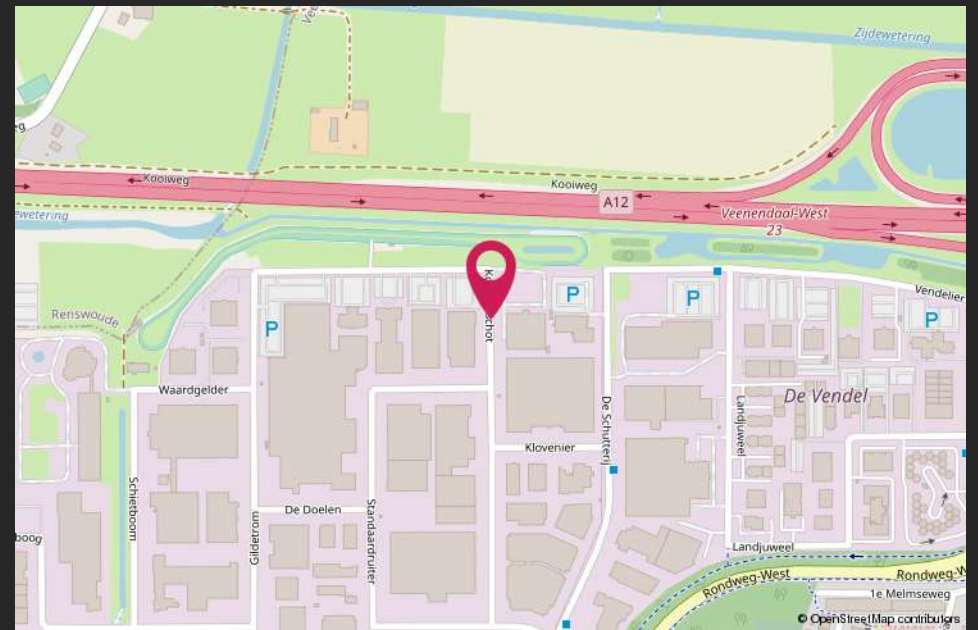 Zijdewetering
Kooiweg
Kooiweg
A12
Veenendaal-West
23
ewetering
Vendelier
P
P
P
P
Renswoude
Waardgelder
De Vendel
Klovenier
De Schutterij
Landjuweel
Schietboom
Gildetrom
De Doelen
Standaardruiter
boog
Landjuweel
Rondweg-West
Rondweg-W
1e Melmseweg
© OpenStreetMap contributors